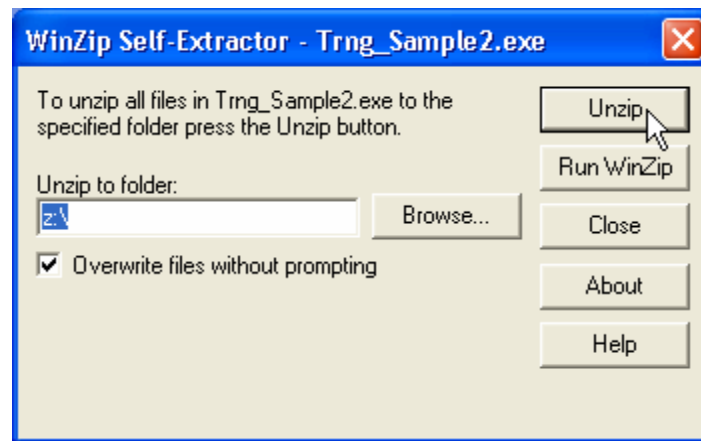 WinZip Self-Extractor - Trng_Sample2.exe
To unzip all files in Trng_Sample2.exe to the
specified folder press the Unzip button.
Unzip to folder:
z:\
Browse...
Overwrite files without prompting
Unzip
Run WinZip
Close
About
Help